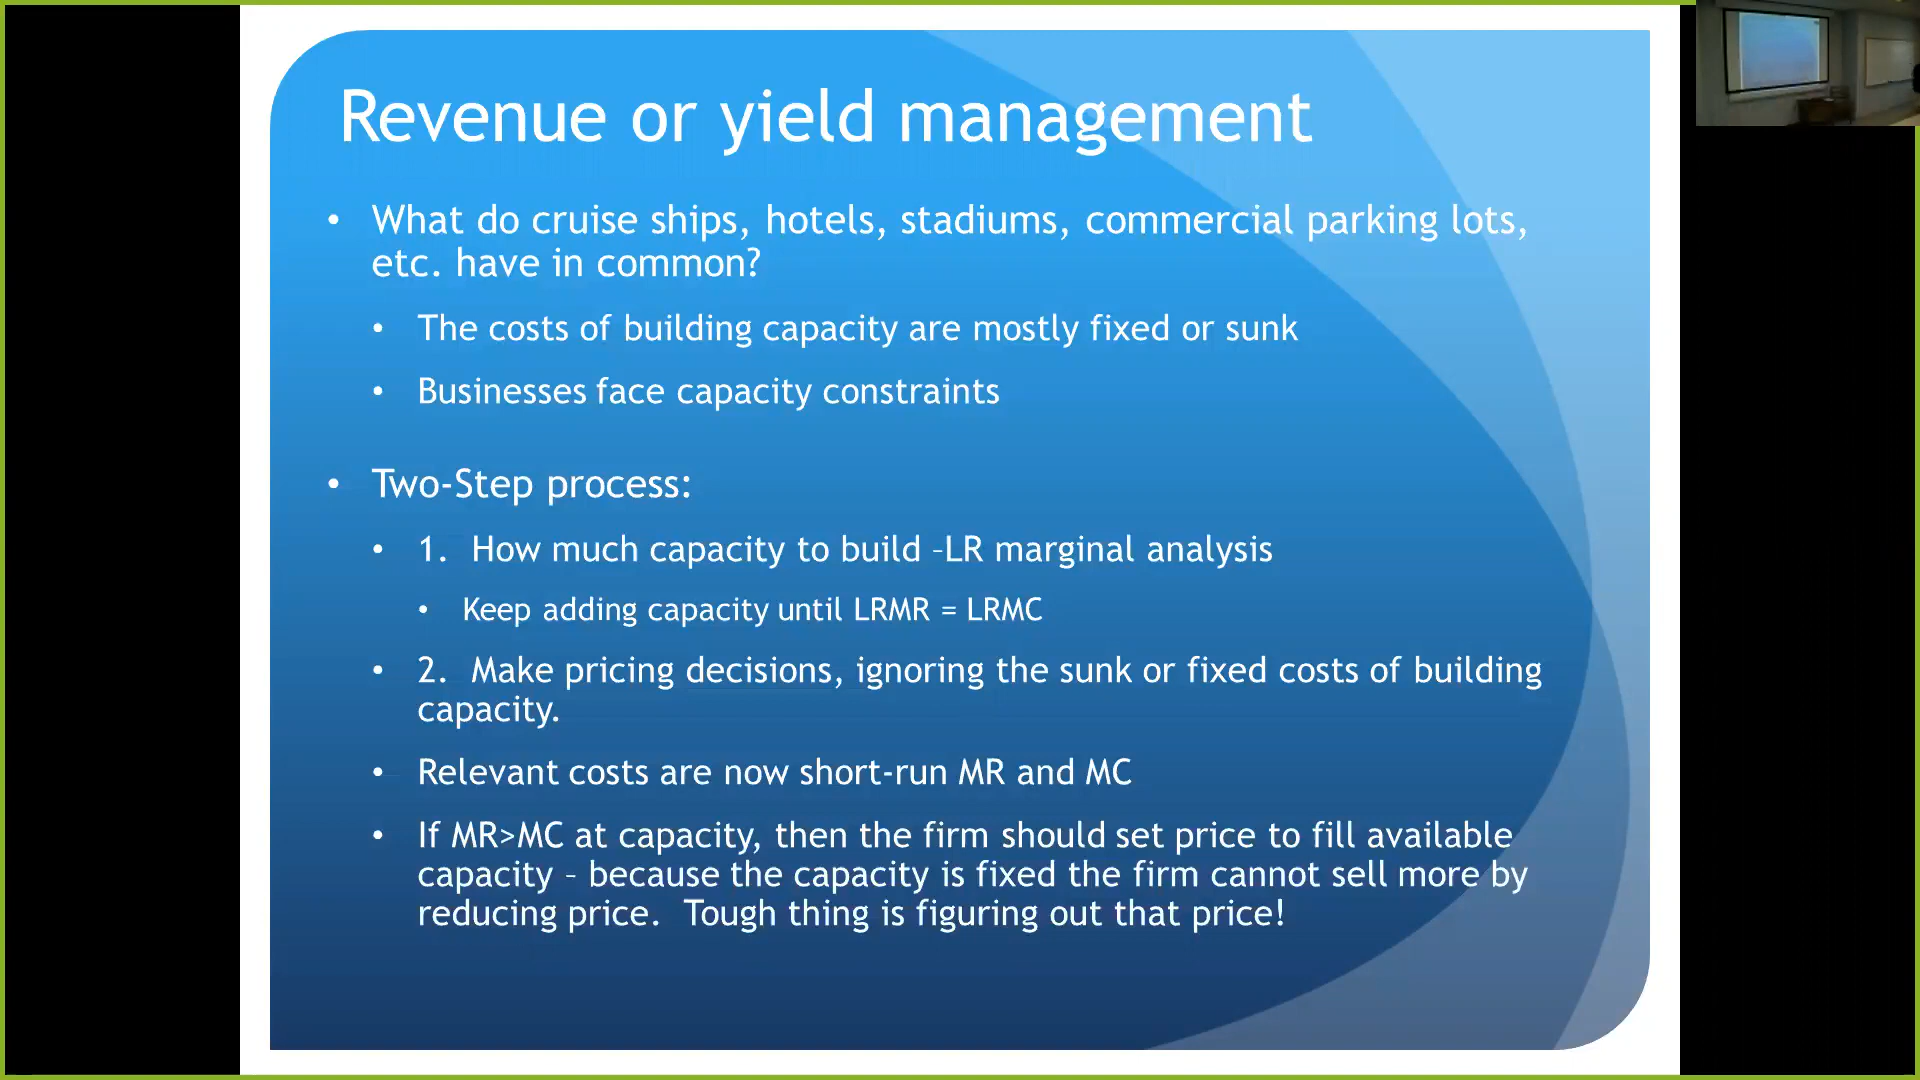 Revenue or yield management
• What do cruise ships, hotels, stadiums, commercial parking lots,
etc. have in common?
• The costs of building capacity are mostly fixed or sunk
• Businesses face capacity constraints
• Two-Step process:
• 1. How much capacity to build –LR marginal analysis
• Keep adding capacity until LRMR = LRMC
• 2. Make pricing decisions, ignoring the sunk or fixed costs of building
capacity.
• Relevant costs are now short-run MR and MC
• If MR>MC at capacity, then the firm should set price to fill available
capacity – because the capacity is fixed the firm cannot sell more by
reducing price. Tough thing is figuring out that price!